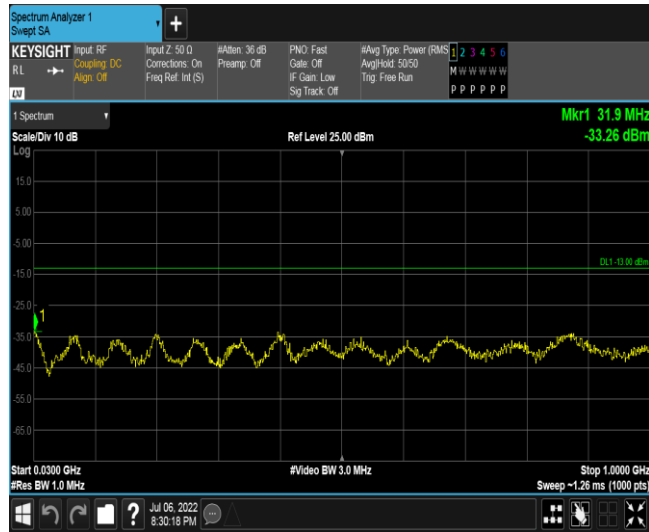 Spectrum Analyzer 1
Swept SA
+
KEYSIGHT
RL
LXI
Input: RF
Coupling: DC
Align: Off
Input Z: 50 Ω
Corrections: On
Freq Ref: Int (S)
#Atten: 36 dB
Preamp: Off
PNO: Fast
Gate: Off
IF Gain: Low
Sig Track: Off
#Avg Type: Power (RMS
Avg|Hold: 50/50
Trig: Free Run
1 2 3 4 5 6
M W W W W W
P P P P P P
1 Spectrum
Scale/Div 10 dB
Log
Ref Level 25.00 dBm
Mkr1 31.9 MHz
-33.26 dBm
15.0
5.00
-5.00
DL1 -13.00 dBm
-15.0
-25.0
1
-35.0
-45.0
-55.0
-65.0
Start 0.0300 GHz
#Res BW 1.0 MHz
#Video BW 3.0 MHz
Stop 1.0000 GHz
Sweep ~1.26 ms (1000 pts)
?
Jul 06, 2022
8:30:18 PM